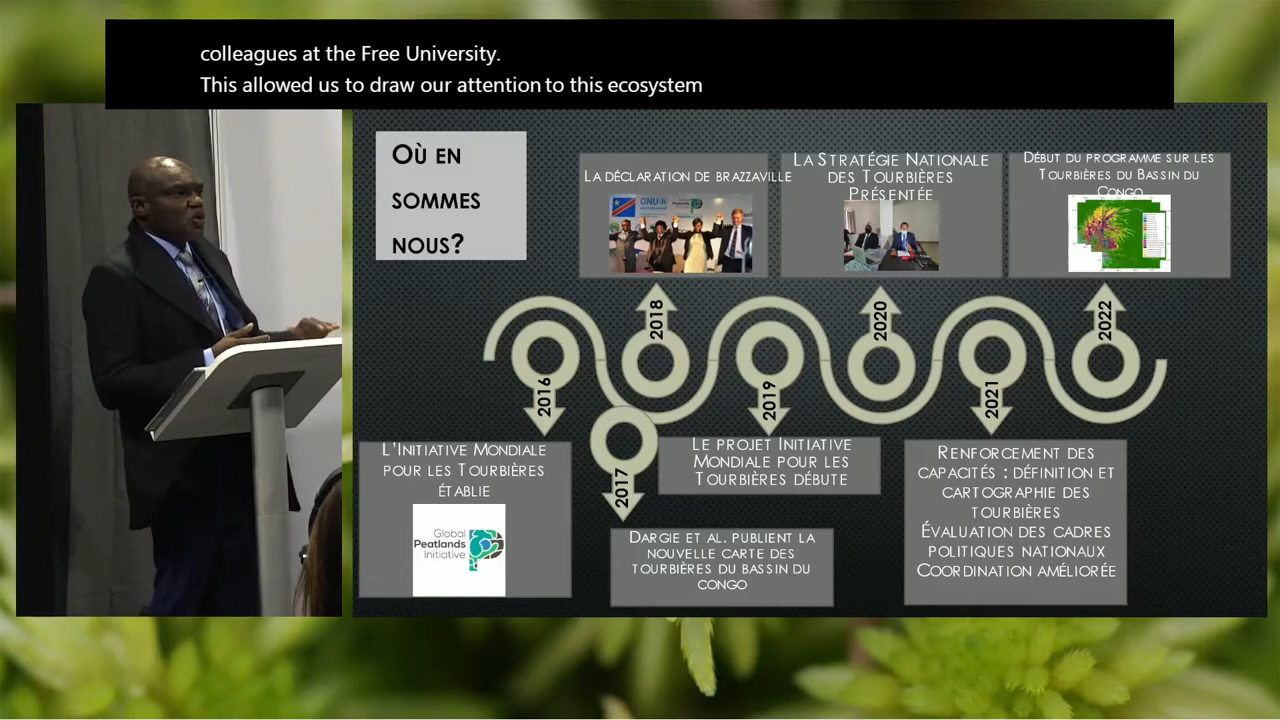 colleagues at the Free University.
This allowed us to draw our attention to this ecosystem
OÙ EN
SOMMES
NOUS?
LA DÉCLARATION DE BRAZZAVILLE
ONU
LA STRATÉGIE NATIONALE
DES TOURBIÈRES
PRÉSENTÉE
DÉBUT DU PROGRAMME SUR LES
TOURBIÈRES DU BASSIN DU
CONGO
2016
2017
2018
2019
2020
2021
2022
L'INITIATIVE MONDIALE
POUR LES TOURBIÈRES
ÉTABLIE
Global
Peatlands
Initiative
DARGIE ET AL. PUBLIENT LA
NOUVELLE CARTE DES
TOURBIÈRES DU BASSIN DU
CONGO
LE PROJET INITIATIVE
MONDIALE POUR LES
TOURBIÈRES DÉBUTE
RENFORCEMENT DES
CAPACITÉS : DÉFINITION ET
CARTOGRAPHIE DES
TOURBIÈRES
ÉVALUATION DES CADRES
POLITIQUES NATIONAUX
COORDINATION AMÉLIORÉE